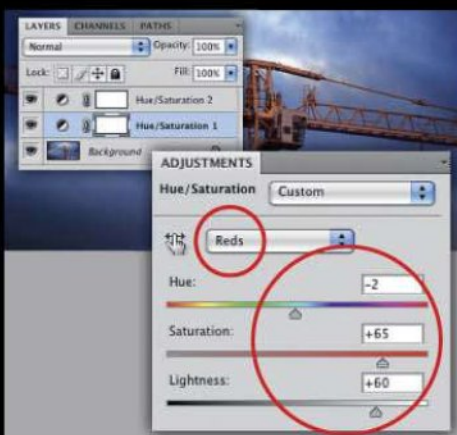 LAYERS CHANNELS PATHS
Normal Opacity: 100%
Lock: Fill: 100%
Hue/Saturation 2
Hue/Saturation 1
Background
ADJUSTMENTS
Hue/Saturation Custom
Reds
Hue: -2
Saturation: +65
Lightness: +60